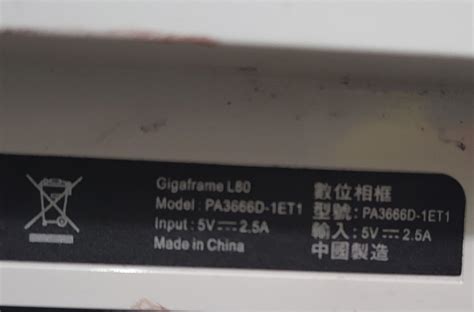 Gigaframe L80
Model : PA3666D-1ET1
Input : 5V ⎓ 2.5A
Made in China
數位相框
型號: PA3666D-1ET1
輸入: 5V ⎓ 2.5A
中國製造